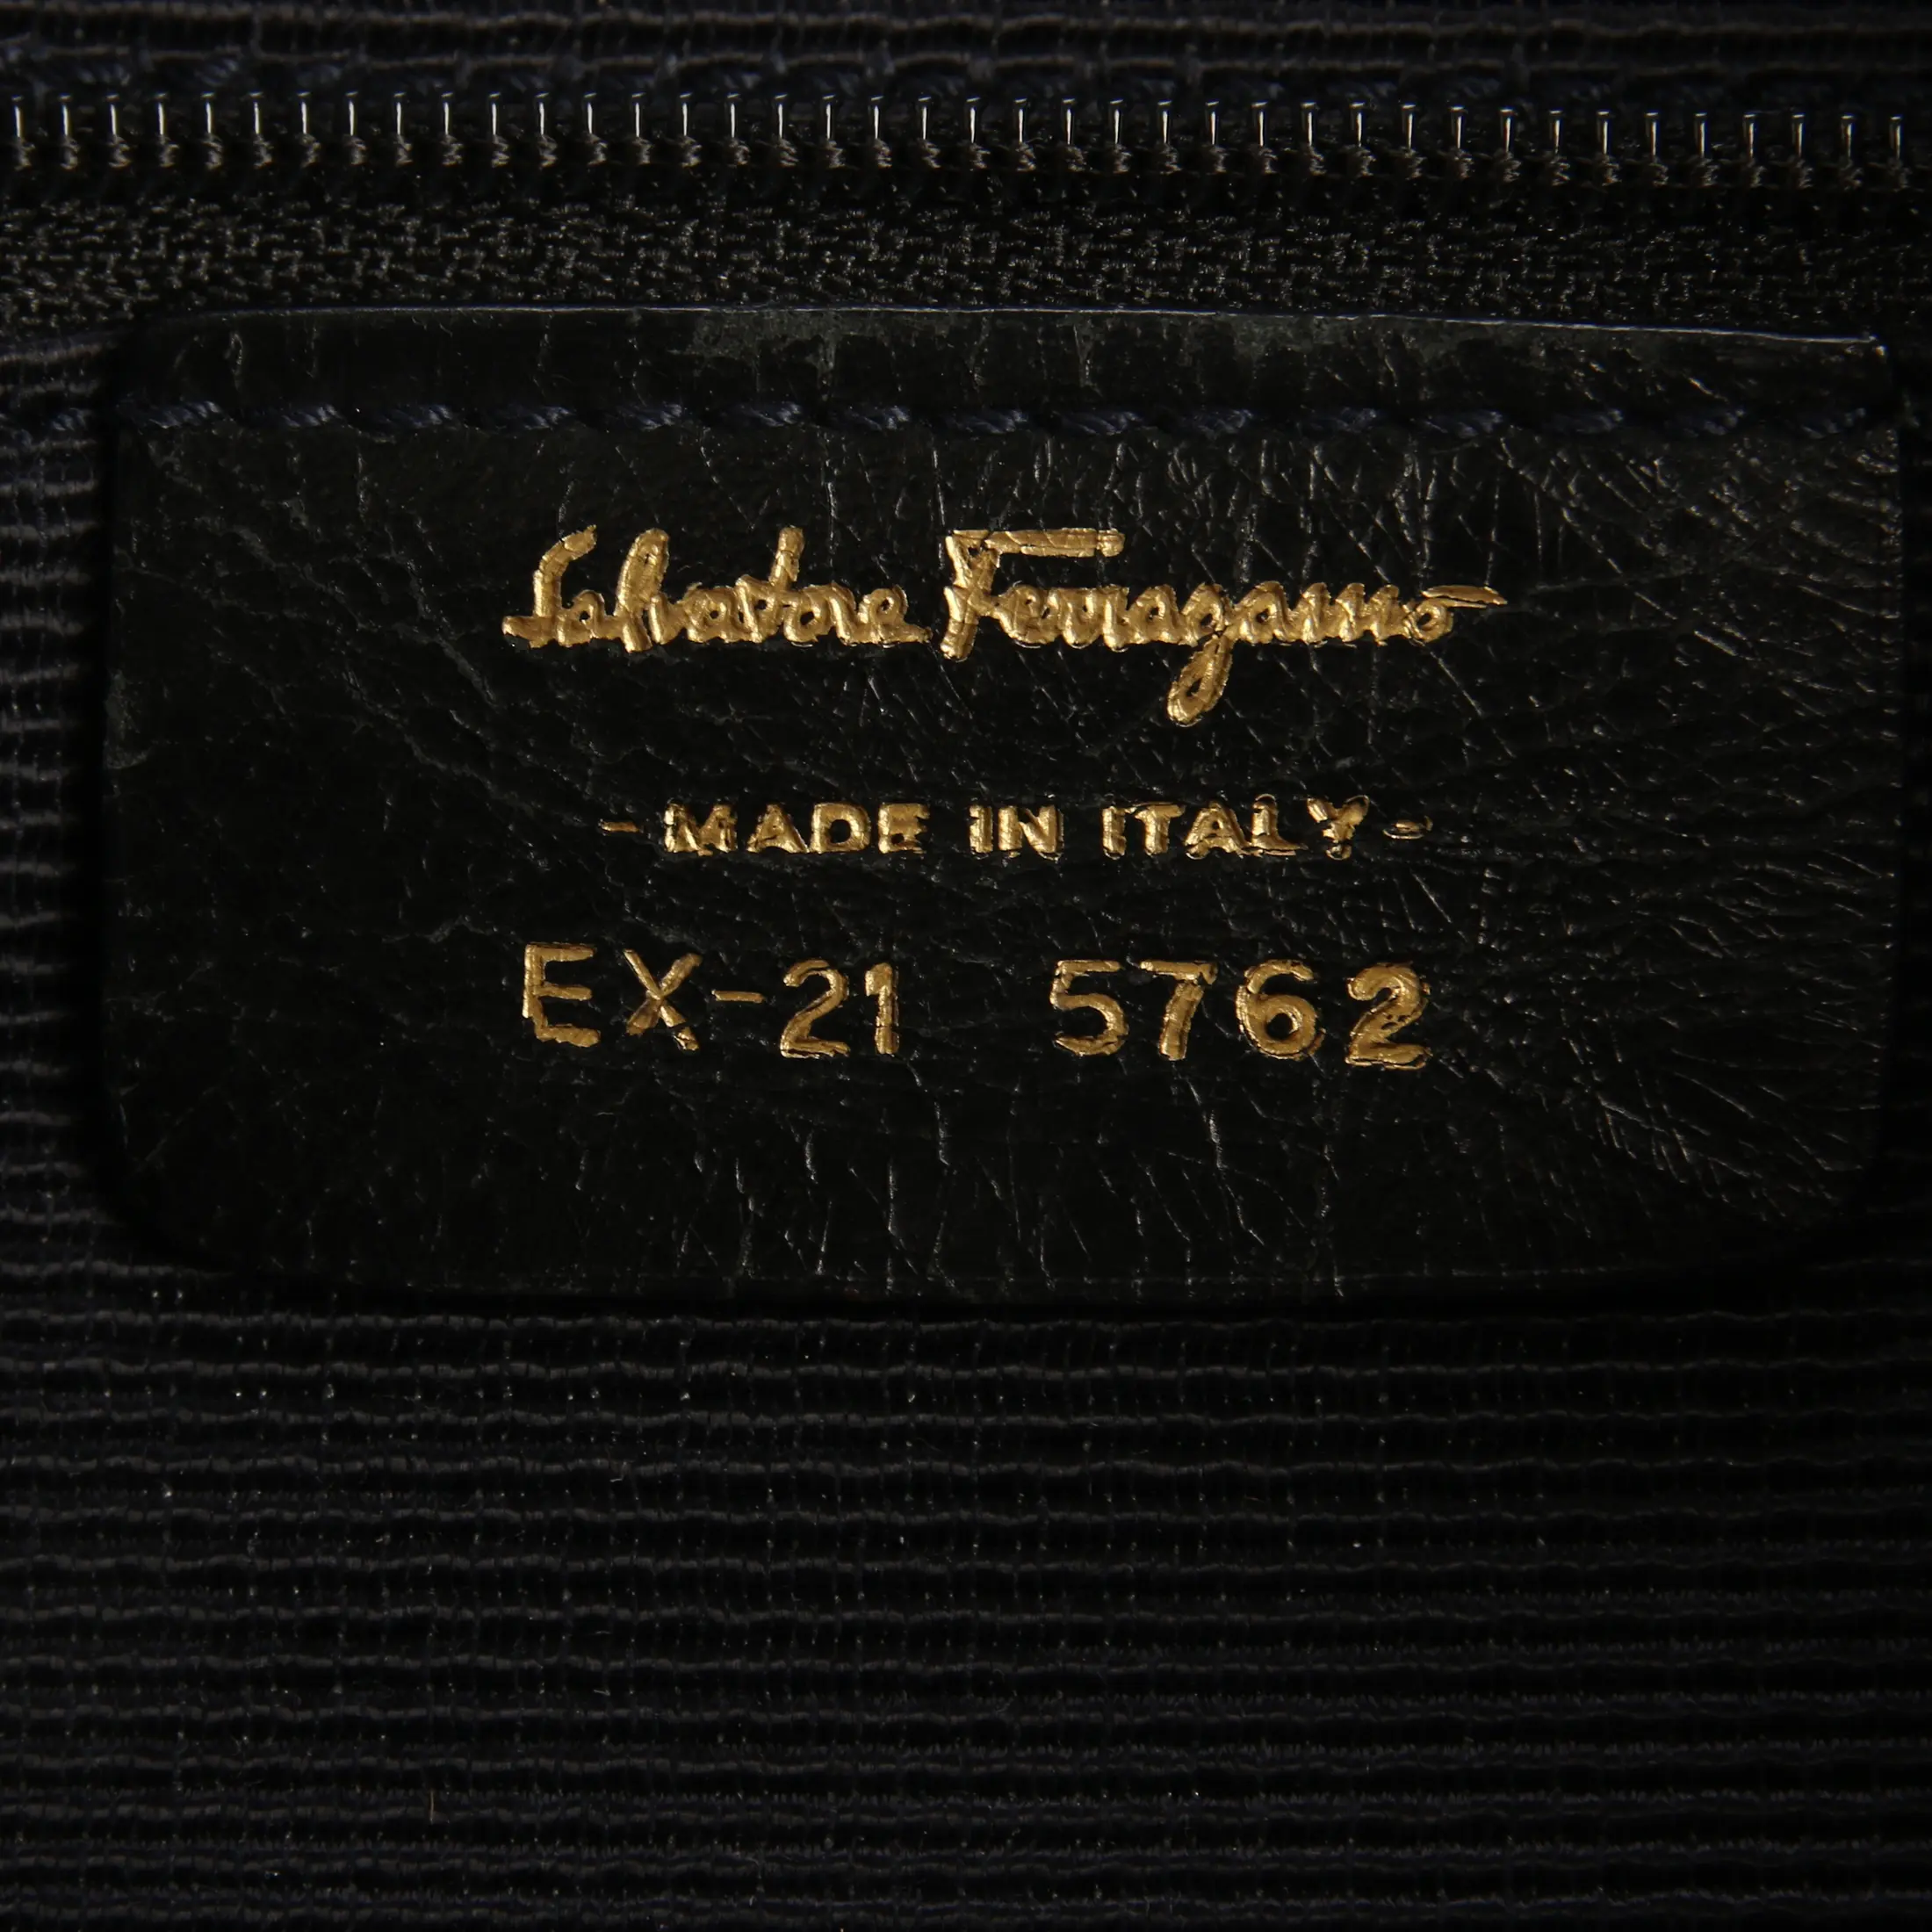 Salvatore Ferragamo
- MADE IN ITALY -
EX-21 5762